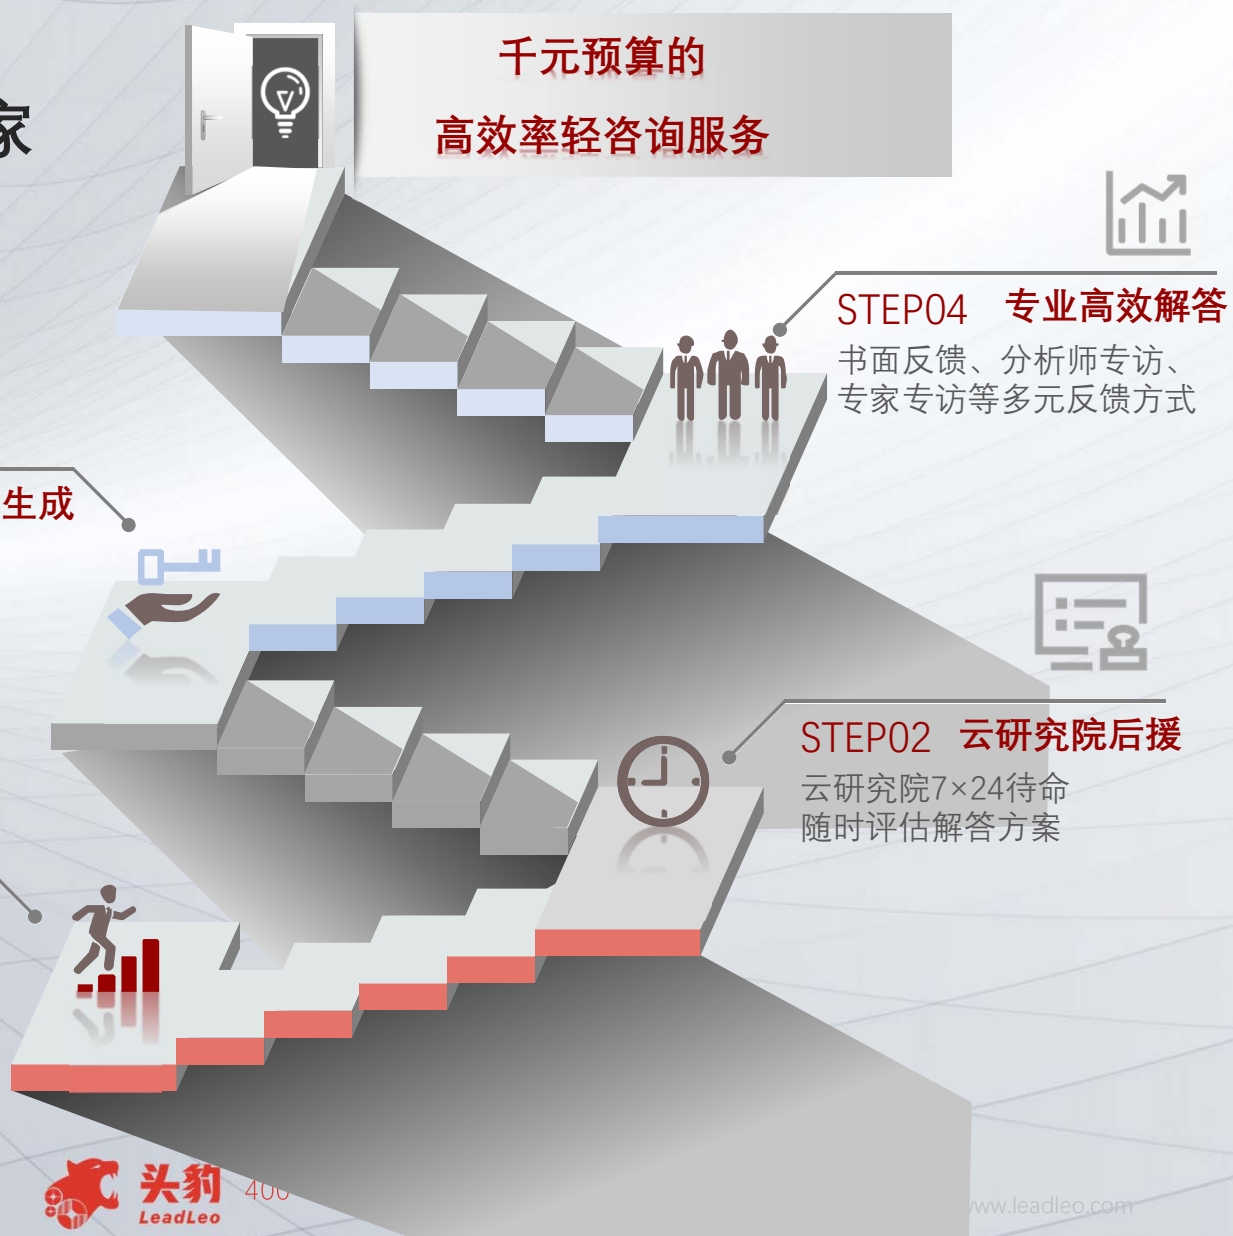 千元预算的
高效率轻咨询服务
家
STEP04 专业高效解答
书面反馈、分析师专访、
专家专访等多元反馈方式
生成
STEP02 云研究院后援
云研究院7×24待命
随时评估解答方案
头豹
LeadLeo
400
www.leadleo.com